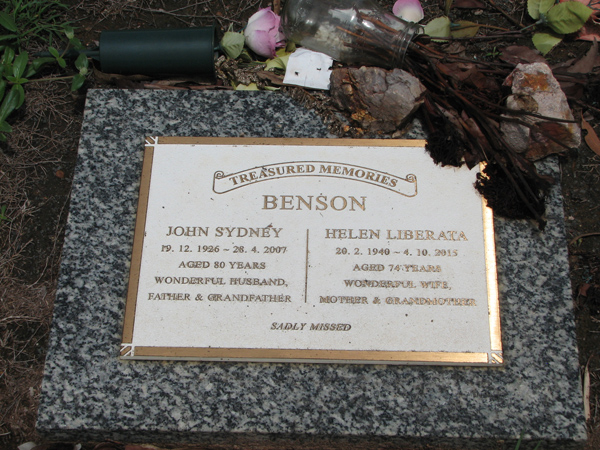 TREASURED MEMORIES
BENSON
JOHN SYDNEY
19. 12. 1926 – 28. 4. 2007
AGED 80 YEARS
WONDERFUL HUSBAND,
FATHER & GRANDFATHER
HELEN LIBERATA
20. 2. 1940 – 4. 10. 2015
AGED 74 YEARS
WONDERFUL WIFE,
MOTHER & GRANDMOTHER
SADLY MISSED